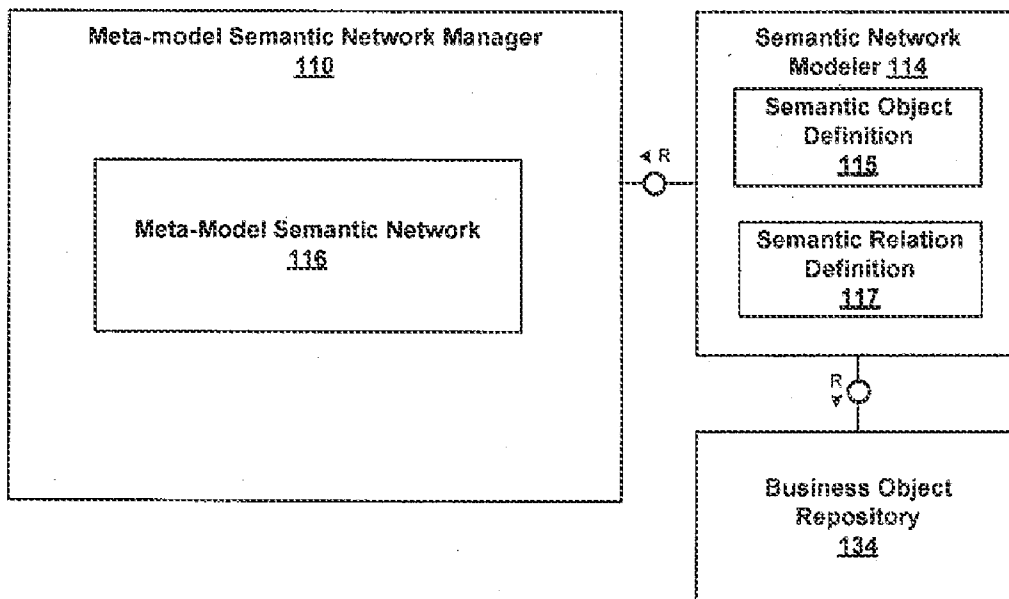 Meta-model Semantic Network Manager
110
Meta-Model Semantic Network
116
R
Semantic Network
Modeler 114
Semantic Object
Definition
115
Semantic Relation
Definition
117
R
Business Object
Repository
134